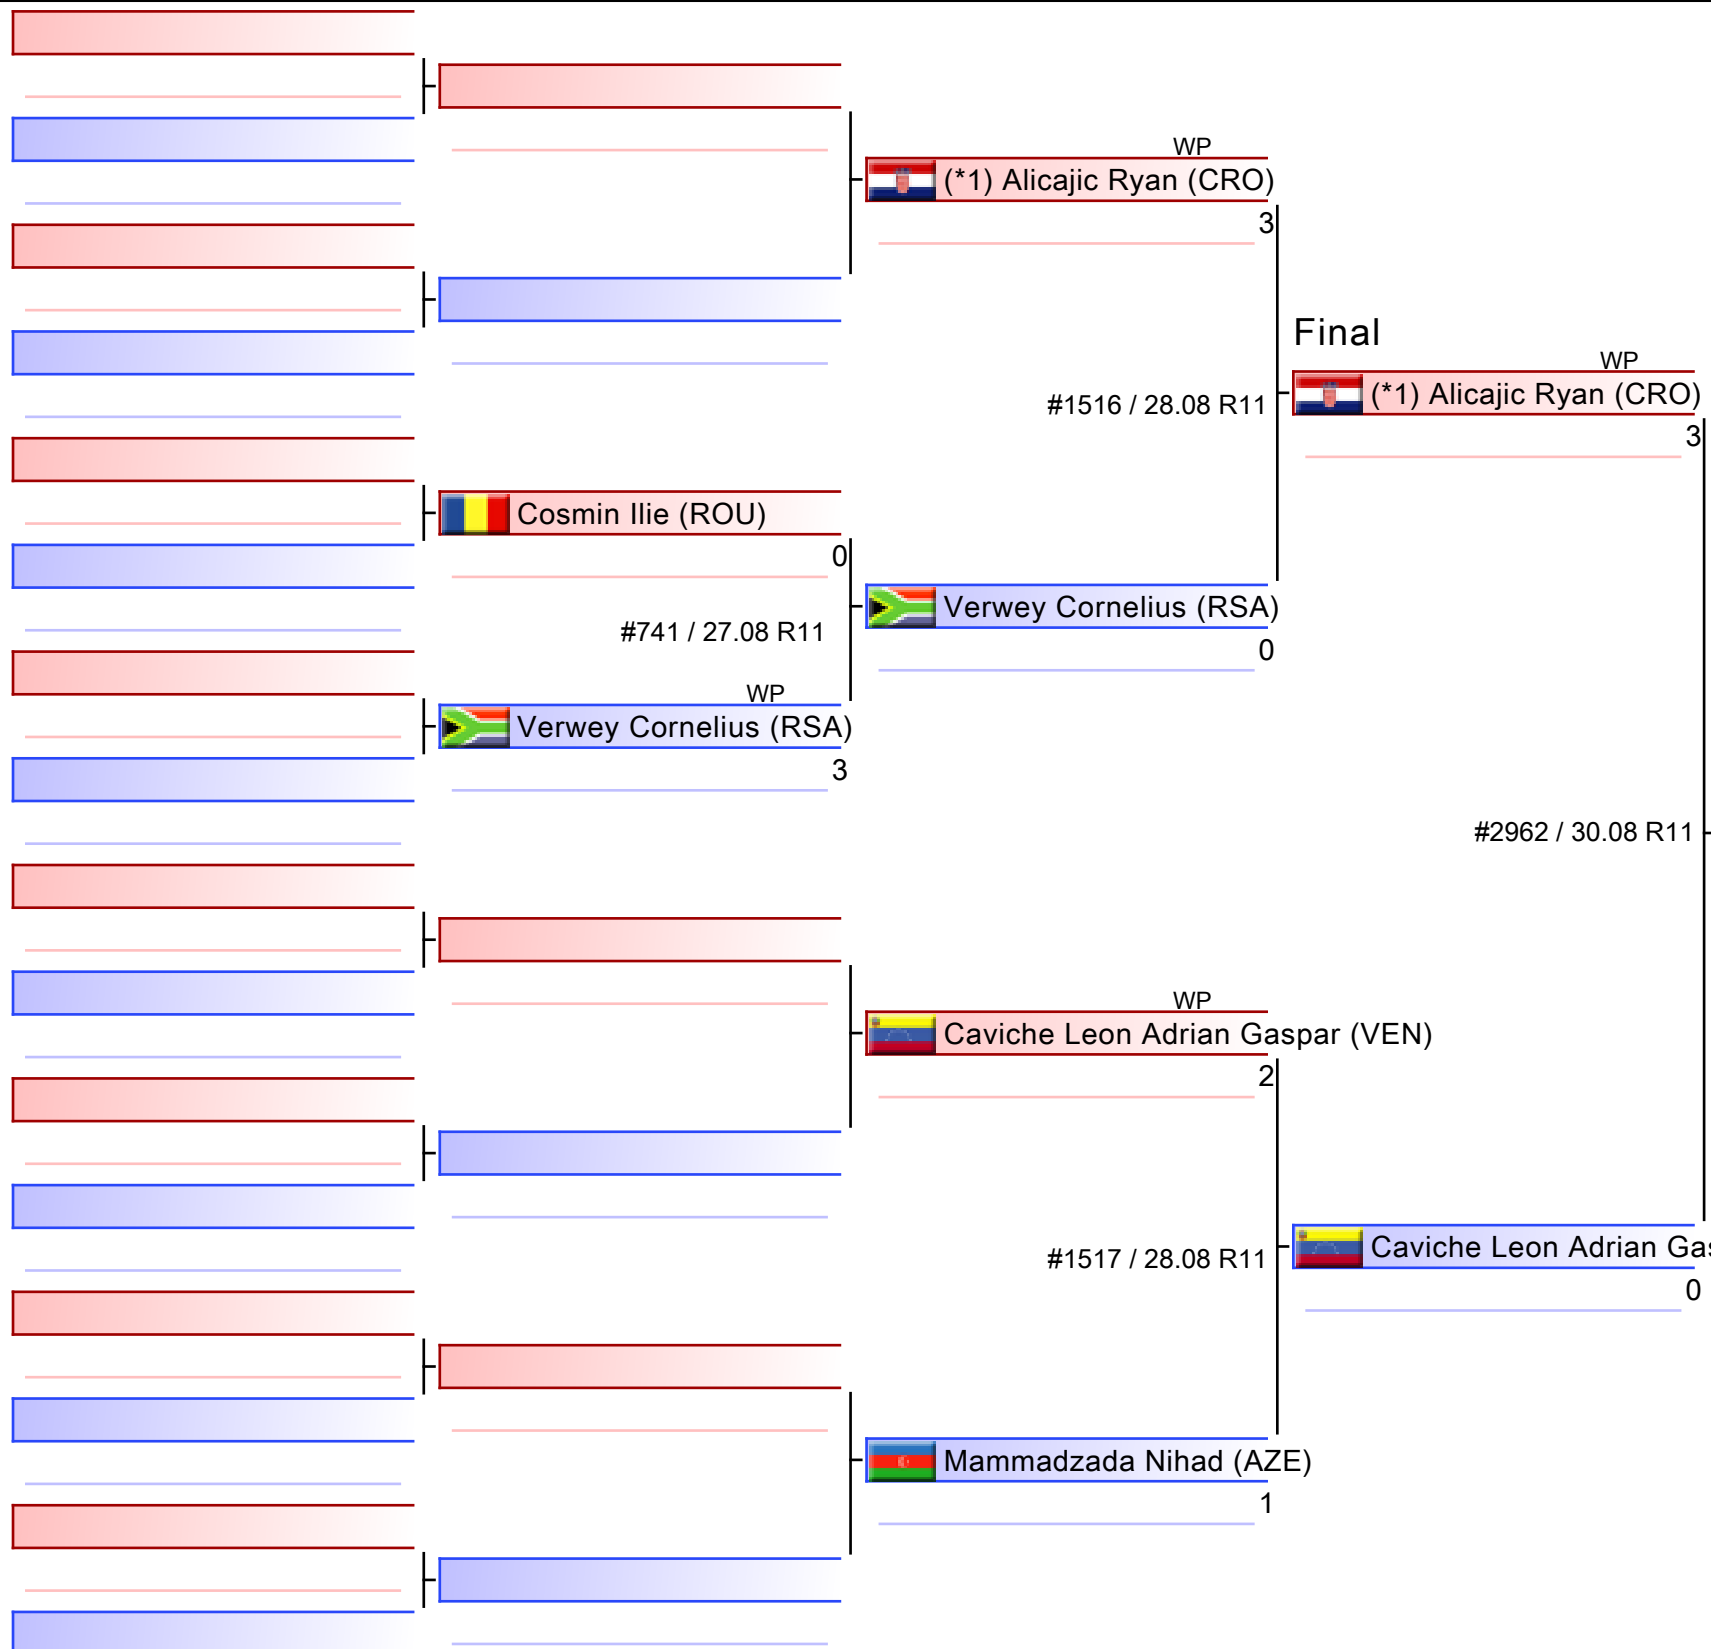 WP
(*1) Alicajic Ryan (CRO)
3
Final
WP
#1516 / 28.08 R11
(*1) Alicajic Ryan (CRO)
3
Cosmin Ilie (ROU)
0
#741 / 27.08 R11
Verwey Cornelius (RSA)
0
WP
Verwey Cornelius (RSA)
3
#2962 / 30.08 R11
WP
Caviche Leon Adrian Gaspar (VEN)
2
#1517 / 28.08 R11
Caviche Leon Adrian Gas
0
Mammadzada Nihad (AZE)
1